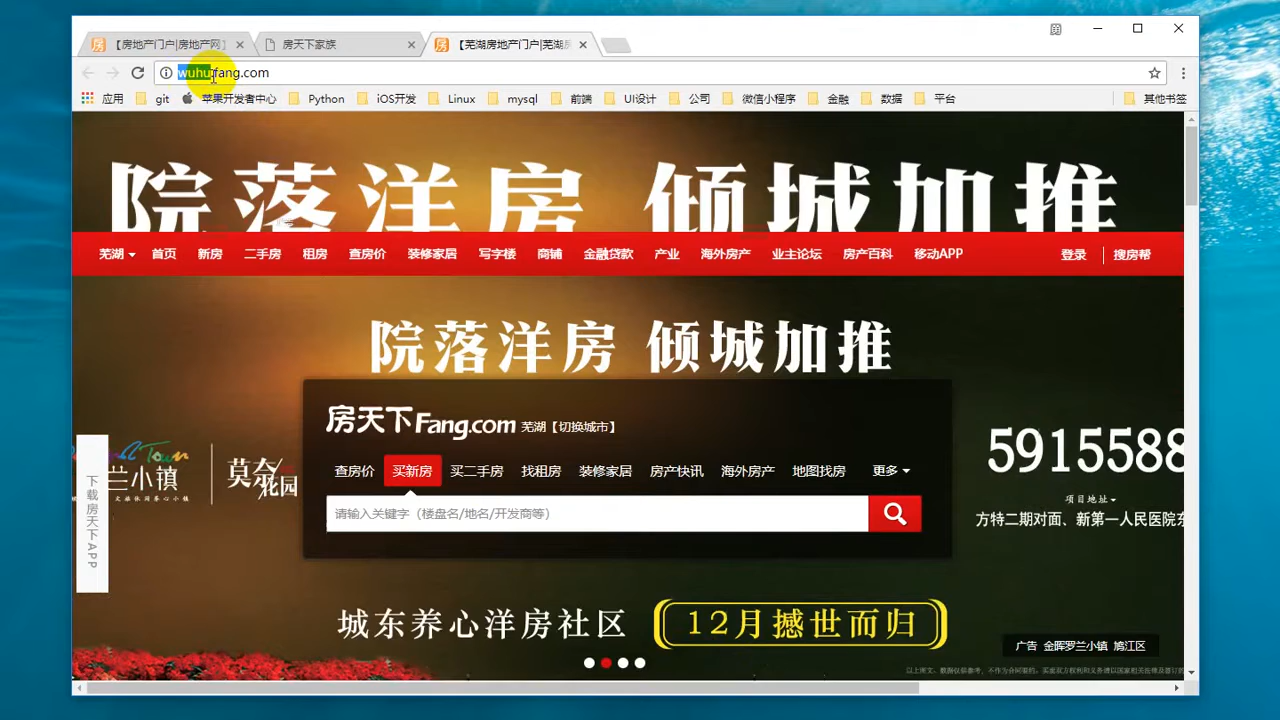 【房地产门户|房地产网】
房天下家族
【芜湖房地产门户|芜湖房
wuhu.fang.com
应用 git 苹果开发者中心 Python iOS开发 Linux mysql 前端 UI设计 公司 微信小程序 金融 数据 平台 其他书签
院落洋房 倾城加推
芜湖 首页 新房 二手房 租房 查房价 装修家居 写字楼 商铺 金融贷款 产业 海外房产 业主论坛 房产百科 移动APP 登录 搜房帮
院落洋房 倾城加推
房天下Fang.com 芜湖【切换城市】
查房价 买新房 买二手房 找租房 装修家居 房产快讯 海外房产 地图找房 更多
请输入关键字（楼盘名/地名/开发商等）
兰小镇
莫奈花园
5915588
项目地址
方特二期对面、新第一人民医院东
下载房天下APP
城东养心洋房社区 12月撼世而归
广告 金晖罗兰小镇 鸠江区